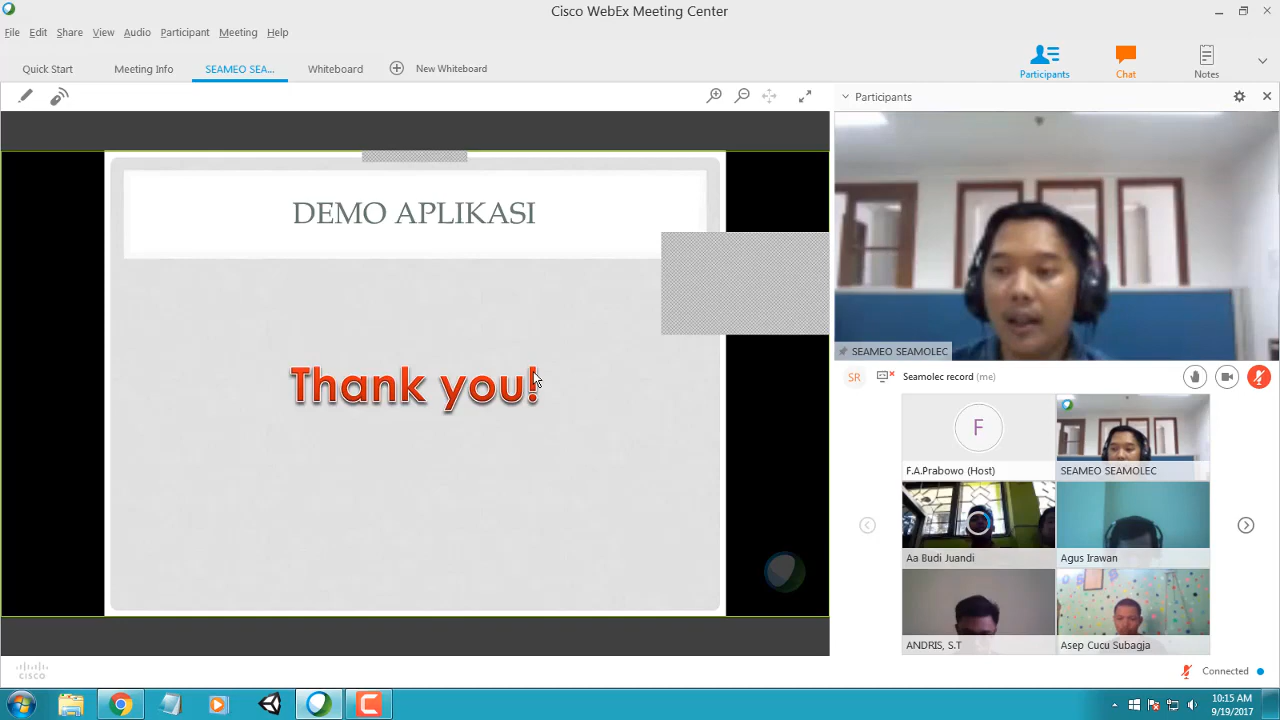 Cisco WebEx Meeting Center
File Edit Share View Audio Participant Meeting Help
Quick Start Meeting Info SEAMEO SEA... Whiteboard New Whiteboard
Participants Chat Notes
Participants
DEMO APLIKASI
Thank you!
SEAMEO SEAMOLEC
SR Seamolec record (me)
F
F.A.Prabowo (Host) SEAMEO SEAMOLEC
Aa Budi Juandi Agus Irawan
ANDRIS, S.T Asep Cucu Subagja
cisco
Connected
10:15 AM
9/19/2017